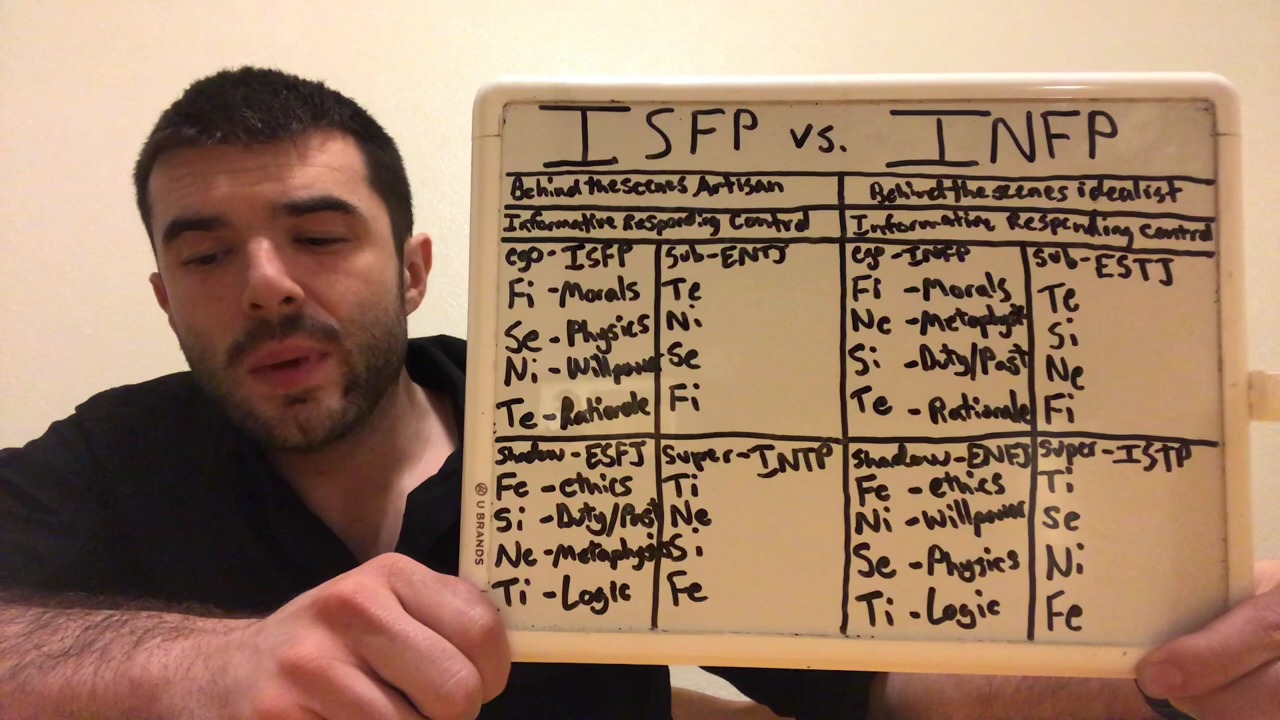 ISFP vs. INFP
Behind the scenes Artisan
Behind the scenes idealist
Informative Responding Control
Informative Responding Control
ego-ISFP
Fi -Morals
Se -Physics
Ni -Willpower
Te -Rationale
Sub-ENTJ
Te
Ni
Se
Fi
ego-INFP
Fi -Morals
Ne -Metaphysics
Si -Duty/Past
Te -Rationale
Sub-ESTJ
Te
Si
Ne
Fi
Shadow-ESFJ
Fe -ethics
Si -Duty/Past
Ne -Metaphysics
Ti -Logic
Super-INTP
Ti
Ne
Si
Fe
Shadow-ENFJ
Fe -ethics
Ni -Willpower
Se -Physics
Ti -Logic
Super-ISTP
Ti
Se
Ni
Fe
U BRANDS